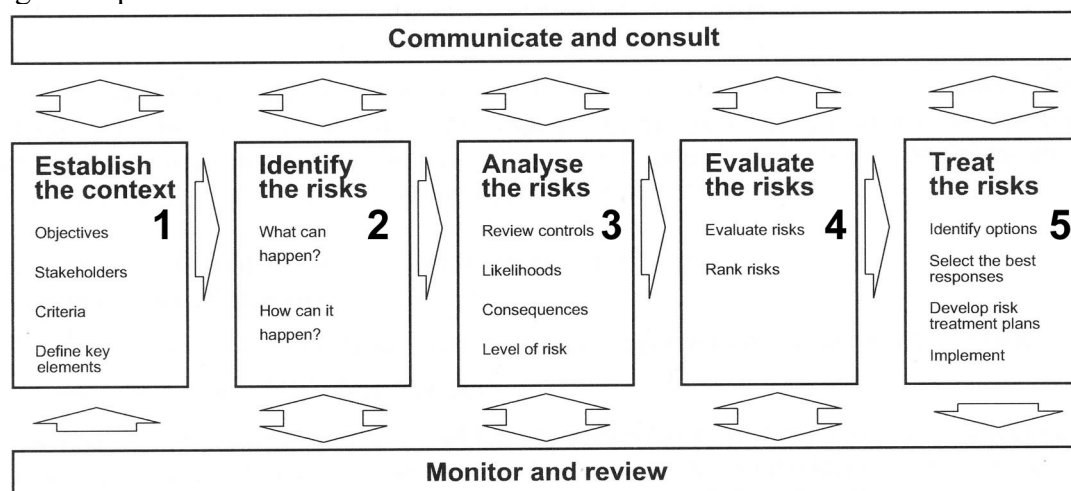 Communicate and consult
Establish
the context
1
Objectives
Stakeholders
Criteria
Define key
elements
Identify
the risks
2
What can
happen?
How can it
happen?
Analyse
the risks
3
Review controls
Likelihoods
Consequences
Level of risk
Evaluate
the risks
4
Evaluate risks
Rank risks
Treat
the risks
5
Identify options
Select the best
responses
Develop risk
treatment plans
Implement
Monitor and review